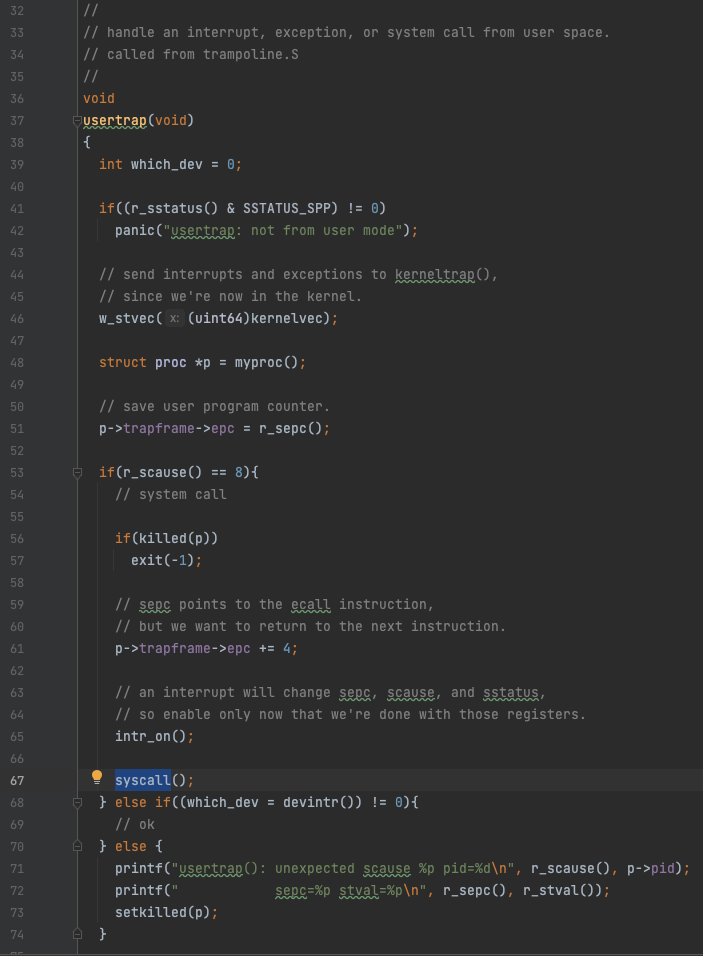 32 //
33 // handle an interrupt, exception, or system call from user space.
34 // called from trampoline.S
35 //
36 void
37 usertrap(void)
38 {
39   int which_dev = 0;
40
41   if((r_sstatus() & SSTATUS_SPP) != 0)
42     panic("usertrap: not from user mode");
43
44   // send interrupts and exceptions to kerneltrap(),
45   // since we're now in the kernel.
46   w_stvec( x: (uint64)kernelvec);
47
48   struct proc *p = myproc();
49
50   // save user program counter.
51   p->trapframe->epc = r_sepc();
52
53   if(r_scause() == 8){
54     // system call
55
56     if(killed(p))
57       exit(-1);
58
59     // sepc points to the ecall instruction,
60     // but we want to return to the next instruction.
61     p->trapframe->epc += 4;
62
63     // an interrupt will change sepc, scause, and sstatus,
64     // so enable only now that we're done with those registers.
65     intr_on();
66
67     syscall();
68   } else if((which_dev = devintr()) != 0){
69     // ok
70   } else {
71     printf("usertrap(): unexpected scause %p pid=%d\n", r_scause(), p->pid);
72     printf("            sepc=%p stval=%p\n", r_sepc(), r_stval());
73     setkilled(p);
74   }